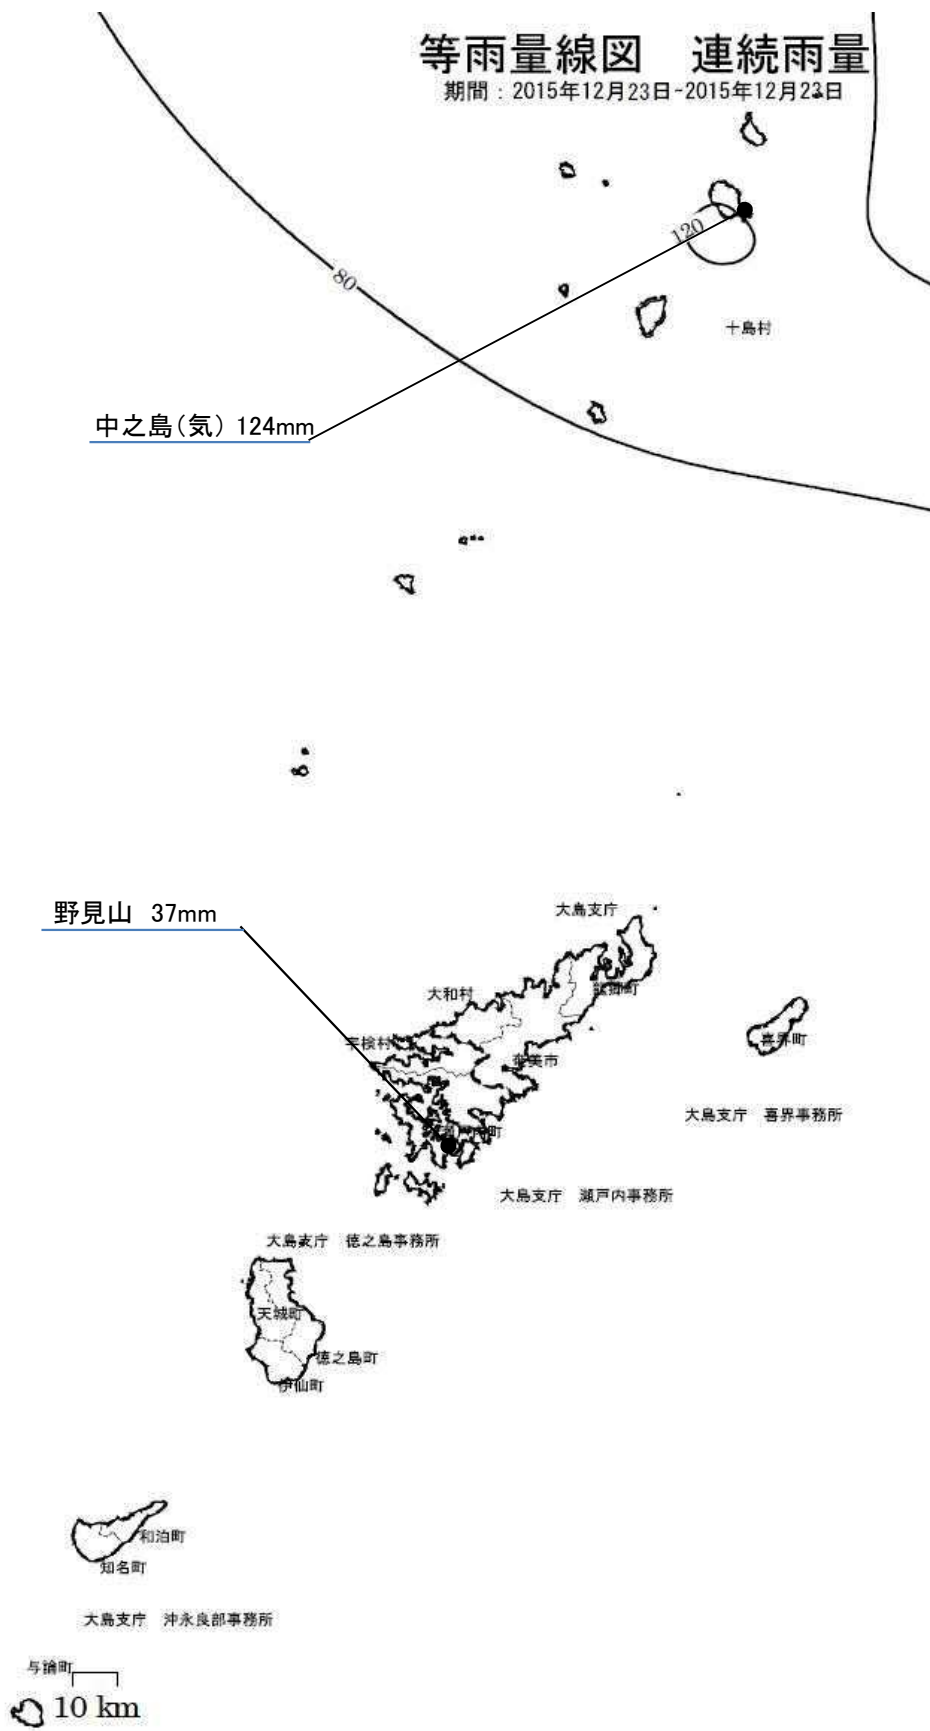 等雨量線図　連続雨量
期間：2015年12月23日-2015年12月23日
120
80
十島村
中之島（気） 124mm
野見山　37mm
大島支庁
龍郷町
大和村
宇検村
奄美市
喜界町
大島支庁　喜界事務所
瀬戸内町
大島支庁　瀬戸内事務所
大島支庁　徳之島事務所
天城町
徳之島町
伊仙町
和泊町
知名町
大島支庁　沖永良部事務所
与論町
10 km